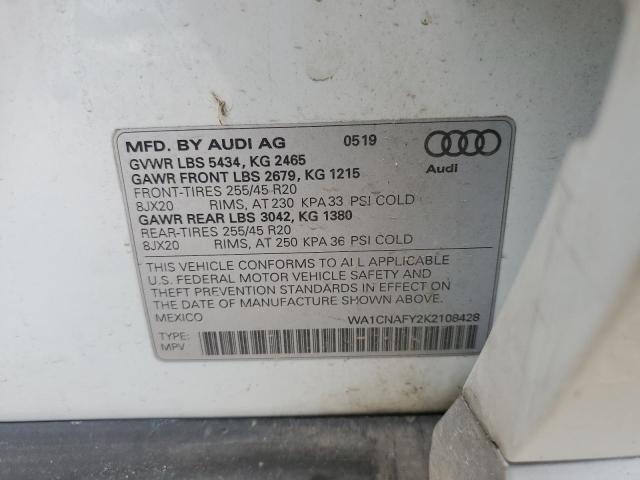 MFD. BY AUDI AG 0519
GVWR LBS 5434, KG 2465
GAWR FRONT LBS 2679, KG 1215
FRONT-TIRES 255/45 R20
8JX20 RIMS, AT 230 KPA 33 PSI COLD
GAWR REAR LBS 3042, KG 1380
REAR-TIRES 255/45 R20
8JX20 RIMS, AT 250 KPA 36 PSI COLD
Audi
THIS VEHICLE CONFORMS TO ALL APPLICABLE
U.S. FEDERAL MOTOR VEHICLE SAFETY AND
THEFT PREVENTION STANDARDS IN EFFECT ON
THE DATE OF MANUFACTURE SHOWN ABOVE.
MEXICO WA1CNAFY2K2108428
TYPE:
MPV